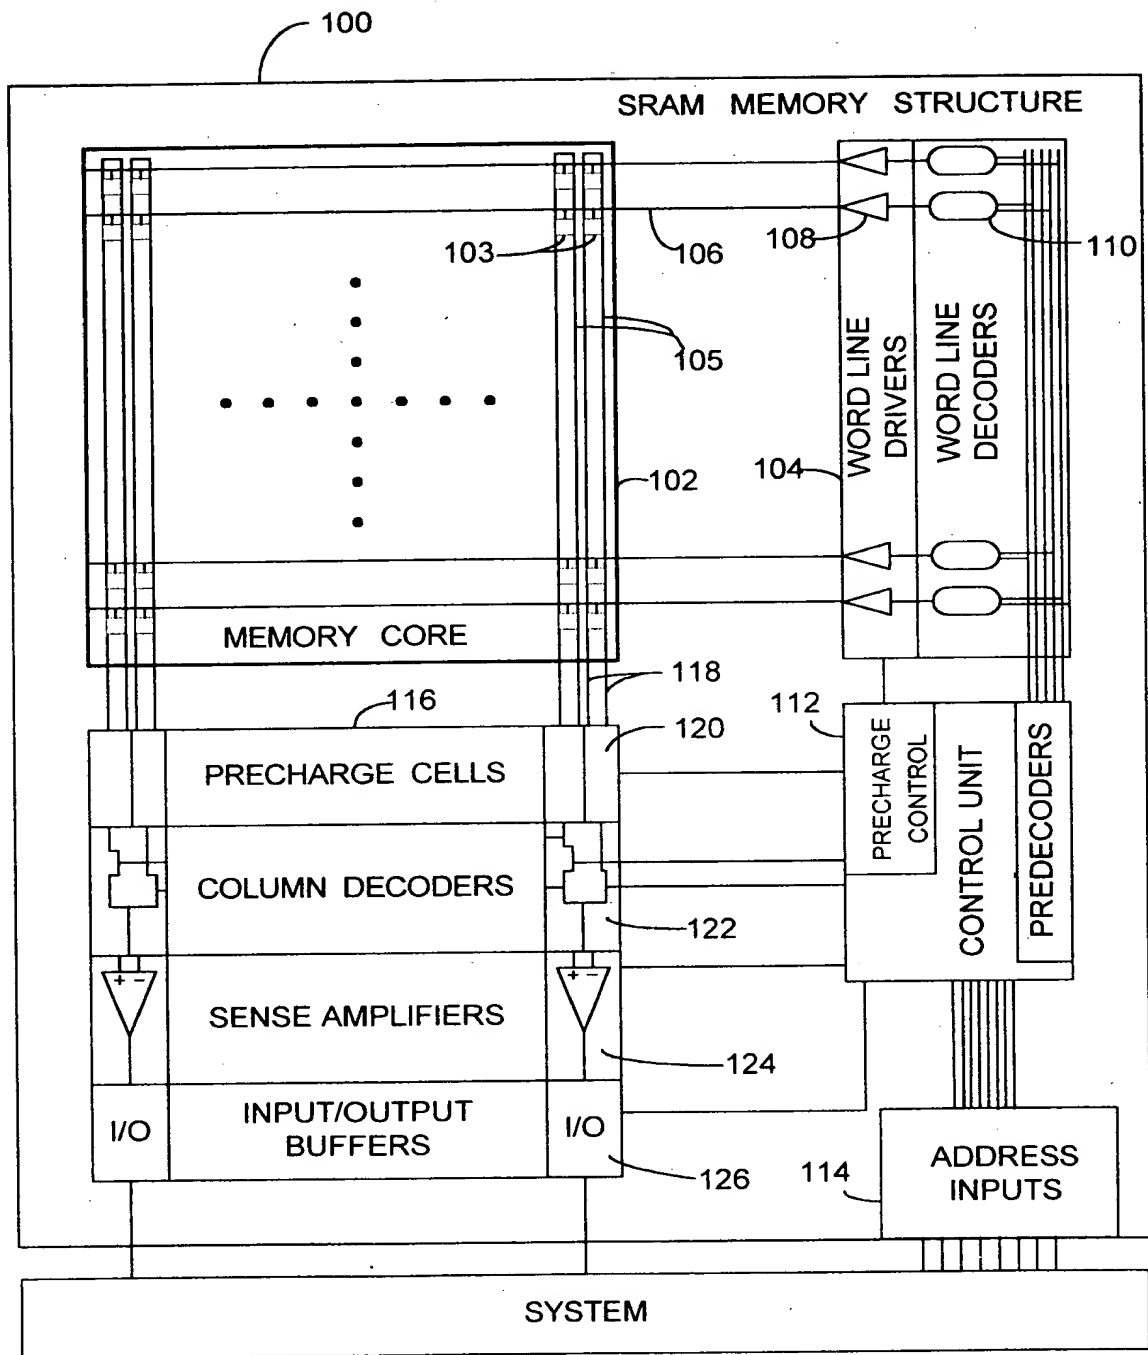 100
SRAM MEMORY STRUCTURE
103
106
108
110
105
WORD LINE
DRIVERS
WORD LINE
DECODERS
102
104
MEMORY CORE
118
116
112
120
PRECHARGE CELLS
PRECHARGE
CONTROL
CONTROL UNIT
PREDECODERS
COLUMN DECODERS
122
+ −
+ −
SENSE AMPLIFIERS
124
I/O
INPUT/OUTPUT
BUFFERS
I/O
126
114
ADDRESS
INPUTS
SYSTEM